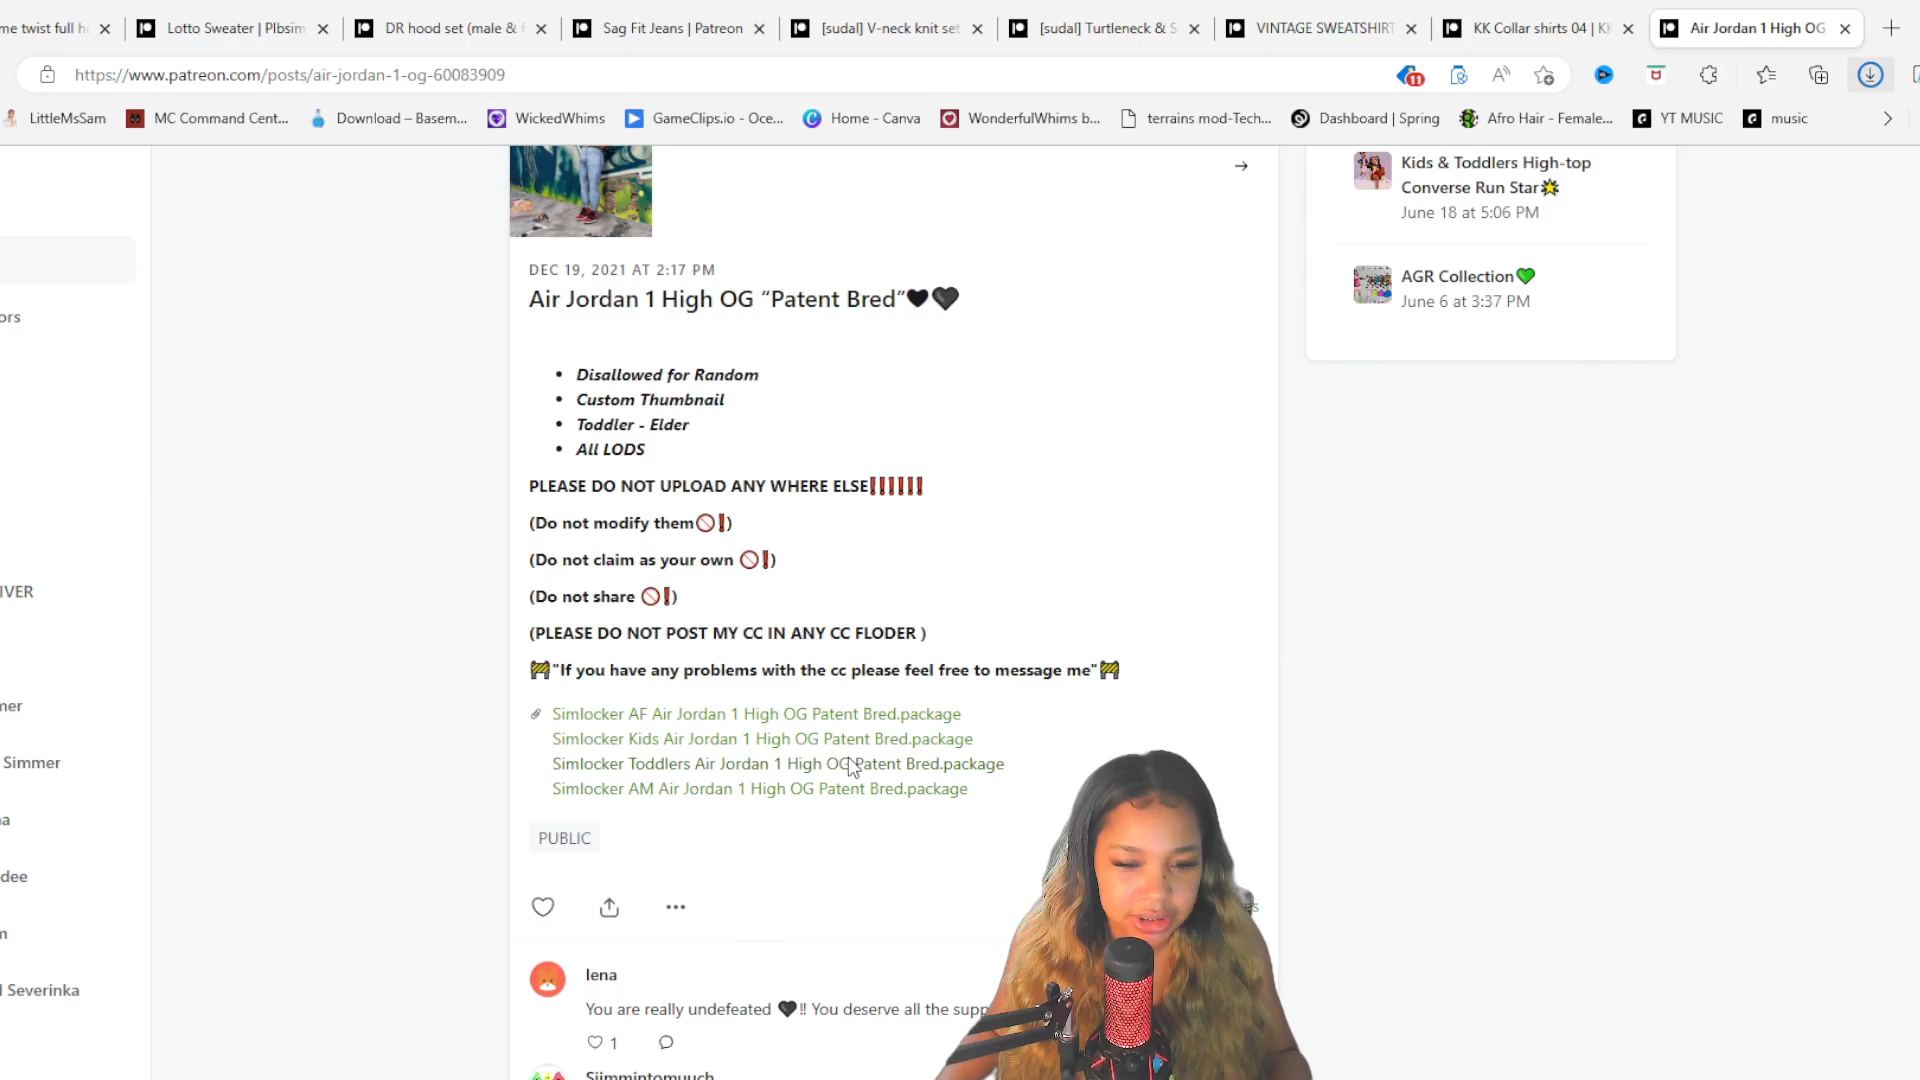 me twist full h
Lotto Sweater | Plbsim
DR hood set (male & f
Sag Fit Jeans | Patreon
[sudal] V-neck knit set
[sudal] Turtleneck & S
VINTAGE SWEATSHIRT
KK Collar shirts 04 | KK
Air Jordan 1 High OG
https://www.patreon.com/posts/air-jordan-1-og-60083909
11
LittleMsSam
MC Command Cent...
Download – Basem...
WickedWhims
GameClips.io - Oce...
Home - Canva
WonderfulWhims b...
terrains mod-Tech...
Dashboard | Spring
Afro Hair - Female...
YT MUSIC
music
ors
IVER
mer
Simmer
na
dee
m
l Severinka
DEC 19, 2021 AT 2:17 PM
Air Jordan 1 High OG “Patent Bred”🖤🖤
• Disallowed for Random
• Custom Thumbnail
• Toddler - Elder
• All LODS
PLEASE DO NOT UPLOAD ANY WHERE ELSE❗❗❗❗❗❗
(Do not modify them🚫❗)
(Do not claim as your own 🚫❗)
(Do not share 🚫❗)
(PLEASE DO NOT POST MY CC IN ANY CC FLODER )
🚧"If you have any problems with the cc please feel free to message me"🚧
Simlocker AF Air Jordan 1 High OG Patent Bred.package
Simlocker Kids Air Jordan 1 High OG Patent Bred.package
Simlocker Toddlers Air Jordan 1 High OG Patent Bred.package
Simlocker AM Air Jordan 1 High OG Patent Bred.package
PUBLIC
lena
You are really undefeated 🖤!! You deserve all the supp
1
Siimmintomuuch
Kids & Toddlers High-top
Converse Run Star🌟
June 18 at 5:06 PM
AGR Collection💚
June 6 at 3:37 PM